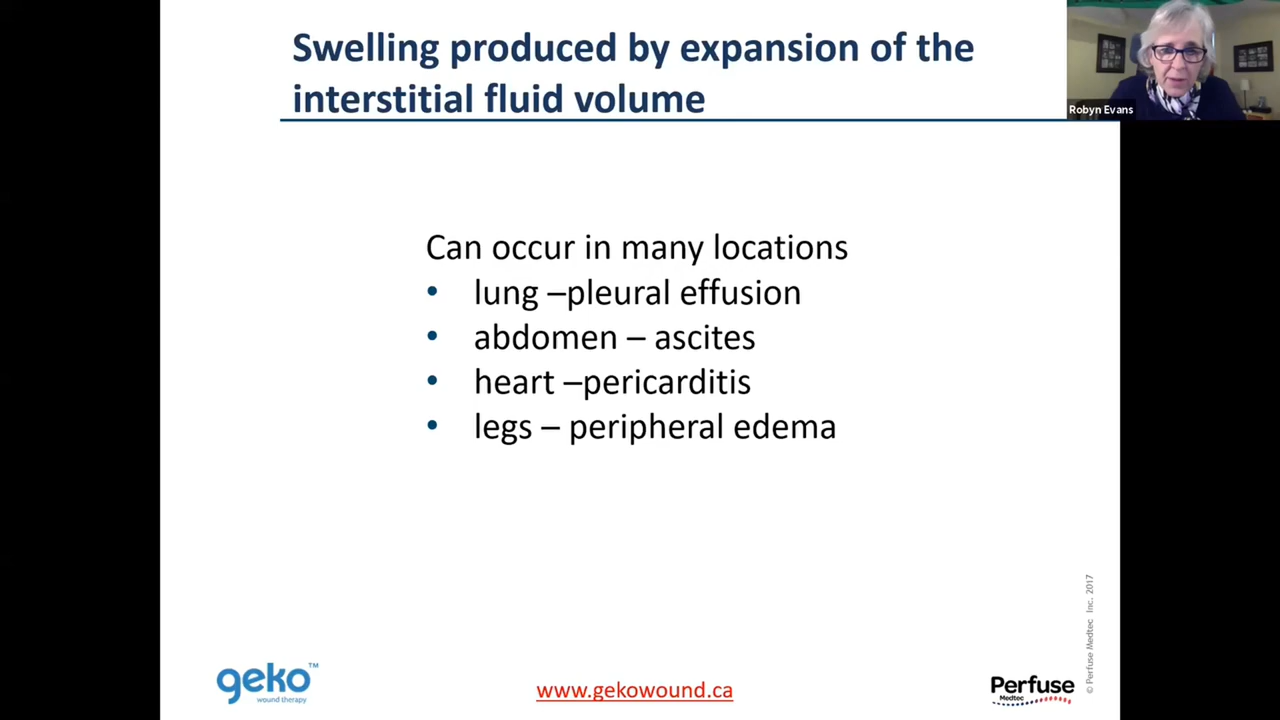 Swelling produced by expansion of the
interstitial fluid volume
Robyn Evans
Can occur in many locations
• lung –pleural effusion
• abdomen – ascites
• heart –pericarditis
• legs – peripheral edema
© Perfuse Medtec Inc. 2017
geko™
wound therapy
www.gekowound.ca
Perfuse
Medtec